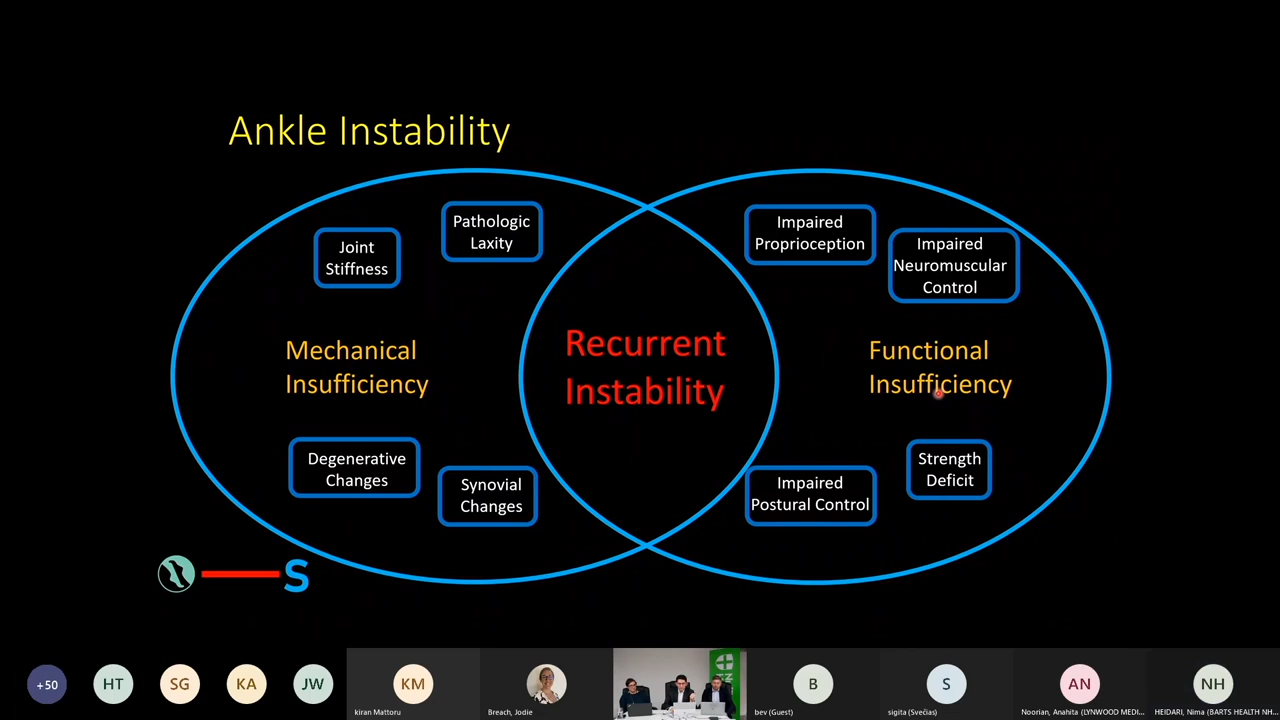 Ankle Instability
Pathologic
Laxity
Joint
Stiffness
Mechanical
Insufficiency
Degenerative
Changes
Synovial
Changes
Recurrent
Instability
Impaired
Proprioception
Impaired
Neuromuscular
Control
Functional
Insufficiency
Impaired
Postural Control
Strength
Deficit
S
+50
HT
SG
KA
JW
KM
kiran Mattoru
Breach, Jodie
B
bev (Guest)
S
sigita (Svečias)
AN
Noorian, Anahita (LYNWOOD MEDI...
NH
HEIDARI, Nima (BARTS HEALTH NH...